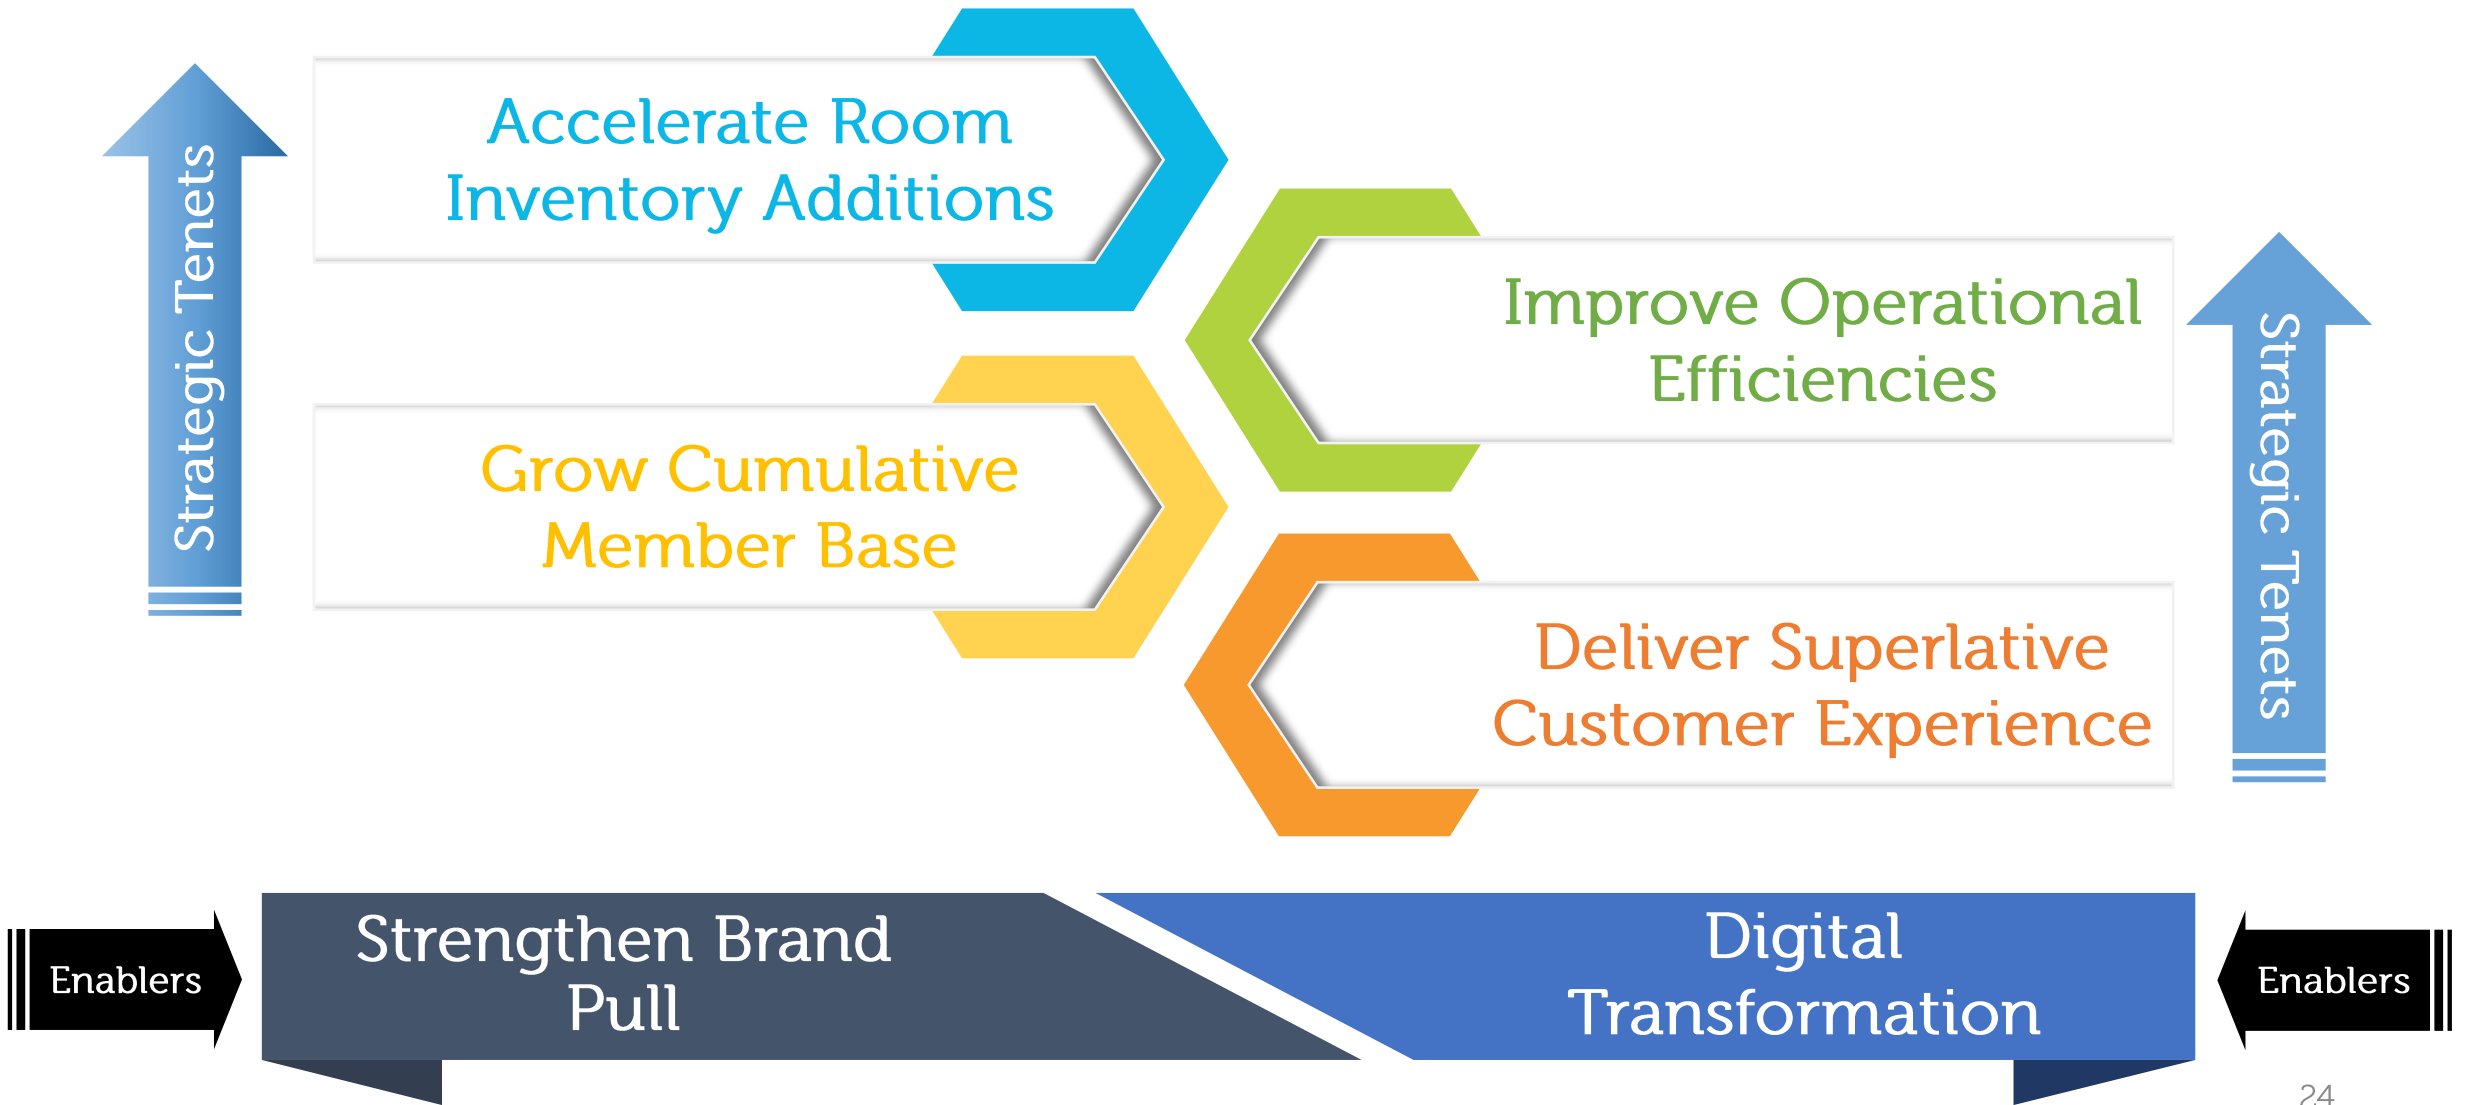 Strategic Tenets
Accelerate Room
Inventory Additions
Improve Operational
Efficiencies
Grow Cumulative
Member Base
Deliver Superlative
Customer Experience
Strategic Tenets
Enablers
Strengthen Brand
Pull
Digital
Transformation
Enablers
24